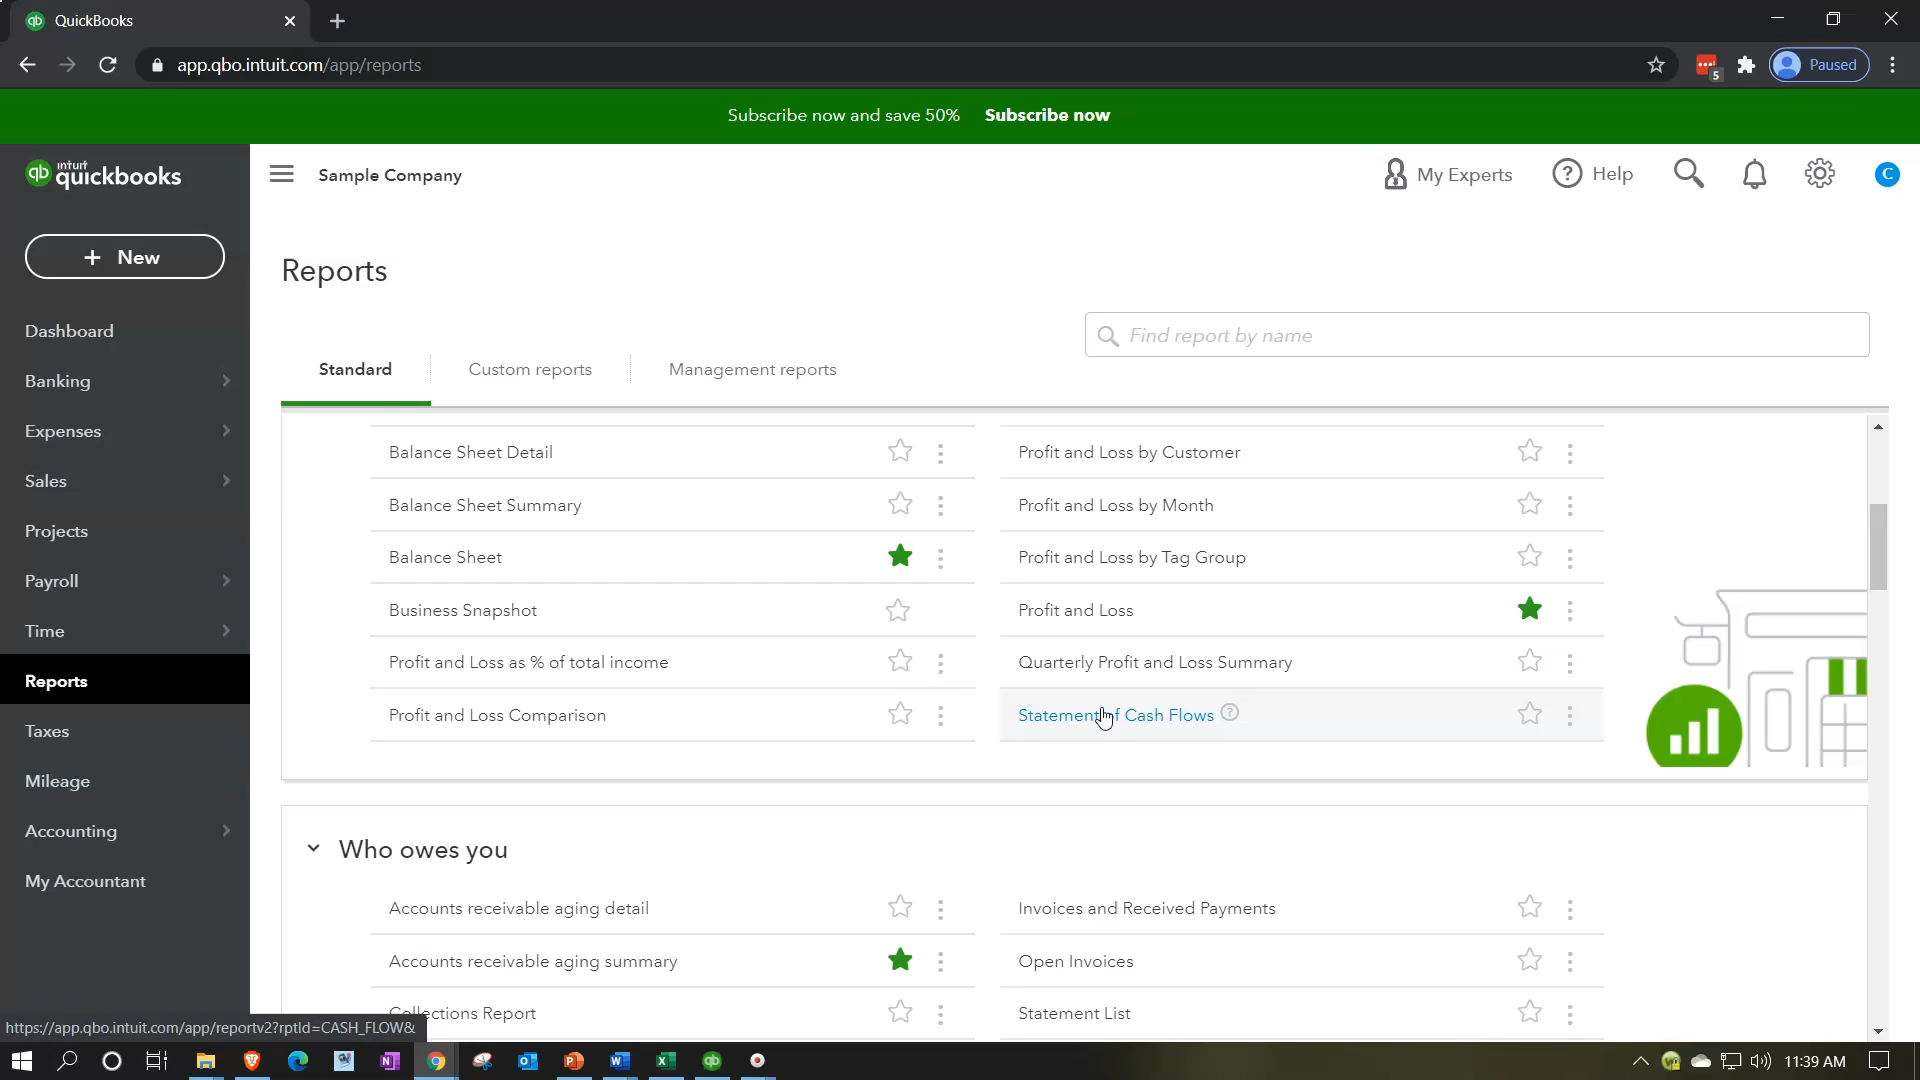 QuickBooks
app.qbo.intuit.com/app/reports
5
Paused
Subscribe now and save 50% Subscribe now
intuit
quickbooks
Sample Company
My Experts
? Help
C
+ New
Dashboard
Banking
Expenses
Sales
Projects
Payroll
Time
Reports
Taxes
Mileage
Accounting
My Accountant
Reports
Find report by name
Standard
Custom reports
Management reports
Balance Sheet Detail
Balance Sheet Summary
Balance Sheet
Business Snapshot
Profit and Loss as % of total income
Profit and Loss Comparison
Profit and Loss by Customer
Profit and Loss by Month
Profit and Loss by Tag Group
Profit and Loss
Quarterly Profit and Loss Summary
Statement of Cash Flows ?
Who owes you
Accounts receivable aging detail
Accounts receivable aging summary
Collections Report
Invoices and Received Payments
Open Invoices
Statement List
https://app.qbo.intuit.com/app/reportv2?rptId=CASH_FLOW&
11:39 AM